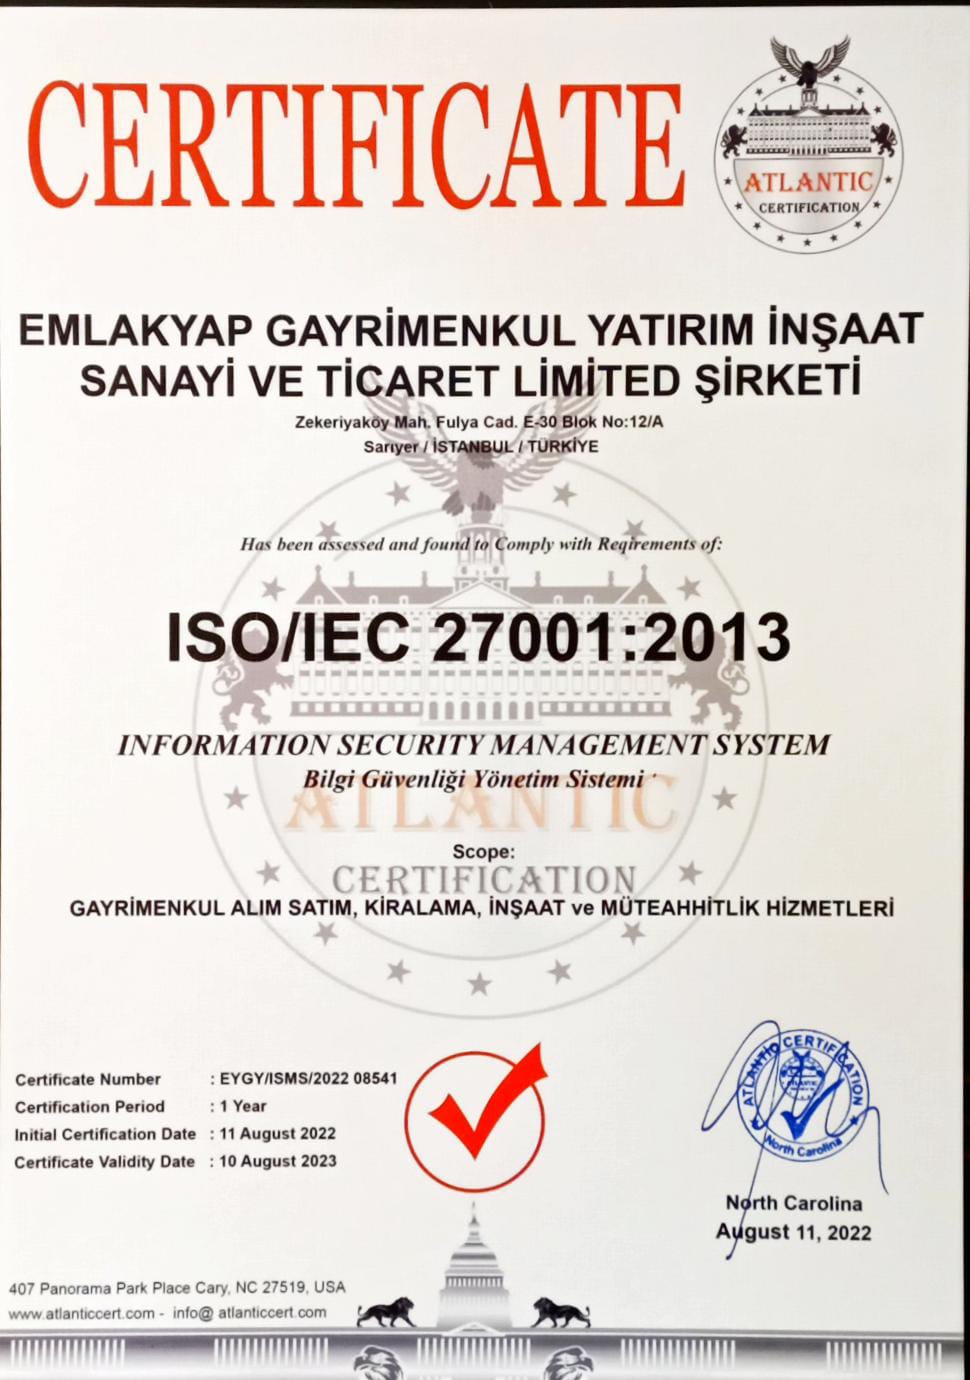 CERTIFICATE
ATLANTIC
CERTIFICATION
EMLAKYAP GAYRİMENKUL YATIRIM İNŞAAT
SANAYİ VE TİCARET LİMİTED ŞİRKETİ
Zekeriyaköy Mah. Fulya Cad. E-30 Blok No:12/A
Sarıyer / İSTANBUL / TÜRKİYE
Has been assessed and found to Comply with Reqirements of:
ISO/IEC 27001:2013
INFORMATION SECURITY MANAGEMENT SYSTEM
Bilgi Güvenliği Yönetim Sistemi
ATLANTIC
Scope:
CERTIFICATION
GAYRİMENKUL ALIM SATIM, KİRALAMA, İNŞAAT ve MÜTEAHHİTLİK HİZMETLERİ
Certificate Number : EYGY/ISMS/2022 08541
Certification Period : 1 Year
Initial Certification Date : 11 August 2022
Certificate Validity Date : 10 August 2023
ATLANTIC CERTIFICATION
North Carolina
North Carolina
August 11, 2022
407 Panorama Park Place Cary, NC 27519, USA
www.atlanticcert.com - info@ atlanticcert.com